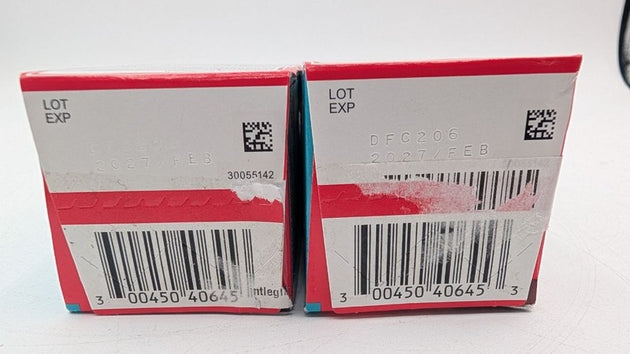 LOT
EXP
2027/FEB
30055142
3 00450 40645
LOT
EXP
DFC206
2027/FEB
3 00450 40645 3